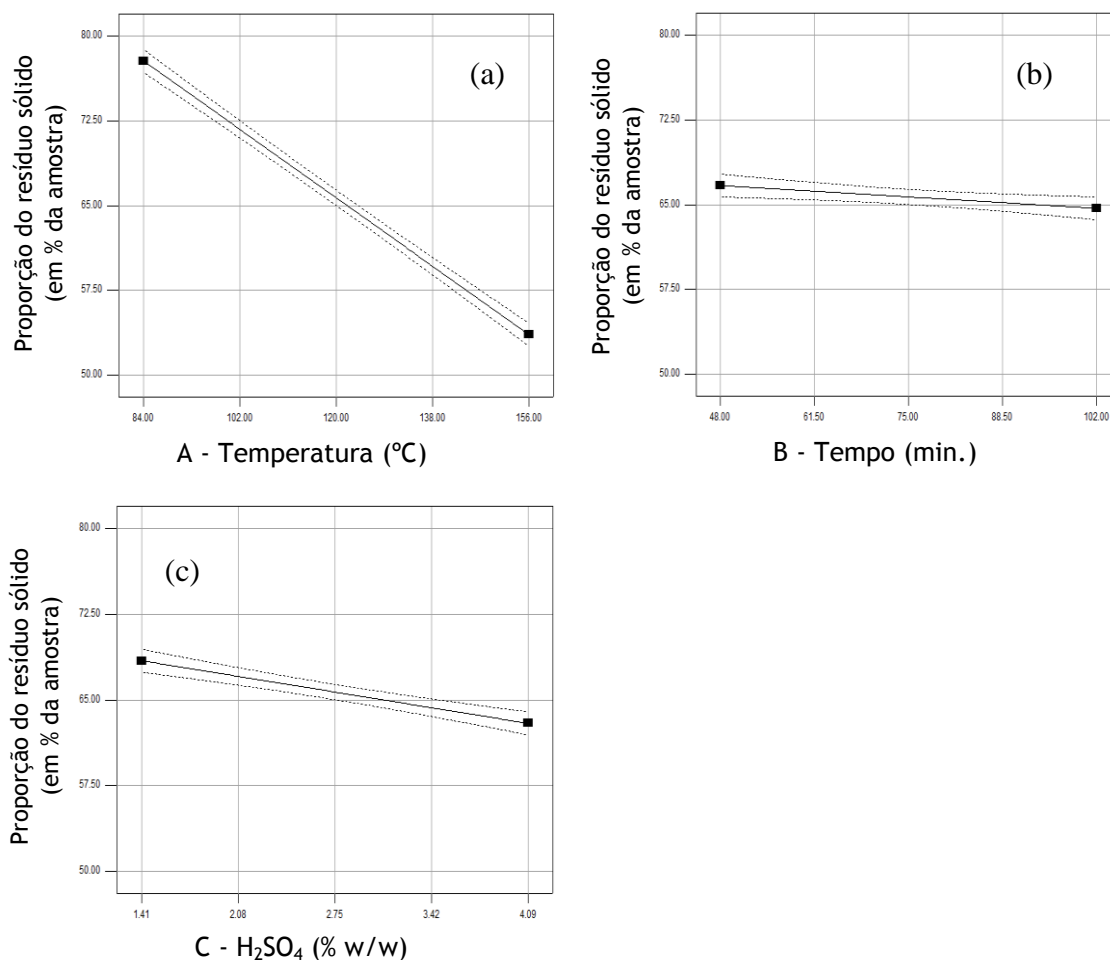 Proporção do resíduo sólido
(em % da amostra)
80.00
72.50
65.00
57.50
50.00
(a)
84.00 102.00 120.00 138.00 156.00
A - Temperatura (ºC)
Proporção do resíduo sólido
(em % da amostra)
80.00
72.50
65.00
57.50
50.00
(b)
48.00 61.50 75.00 88.50 102.00
B - Tempo (min.)
Proporção do resíduo sólido
(em % da amostra)
80.00
72.50
65.00
57.50
50.00
(c)
1.41 2.08 2.75 3.42 4.09
C - H₂SO₄ (% w/w)